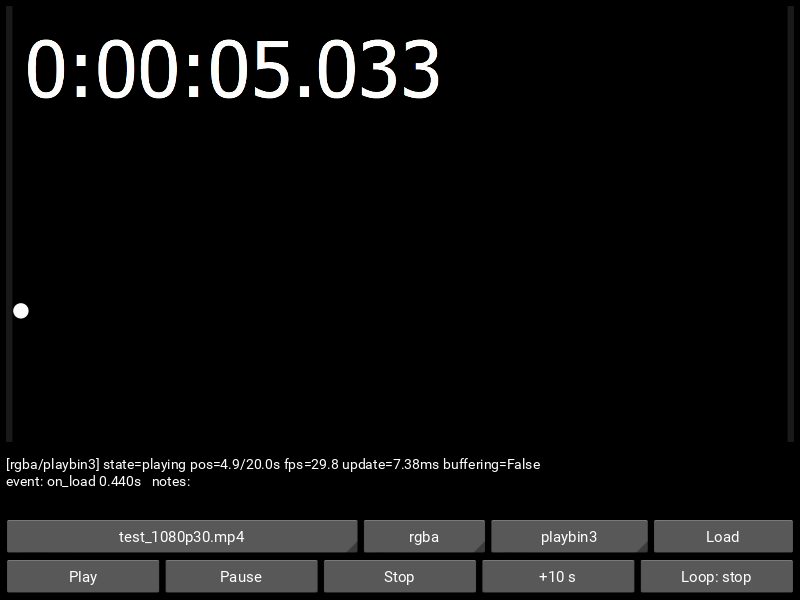 0:00:05.033
[rgba/playbin3] state=playing pos=4.9/20.0s fps=29.8 update=7.38ms buffering=False
event: on_load 0.440s   notes:
test_1080p30.mp4 rgba playbin3 Load
Play Pause Stop +10 s Loop: stop